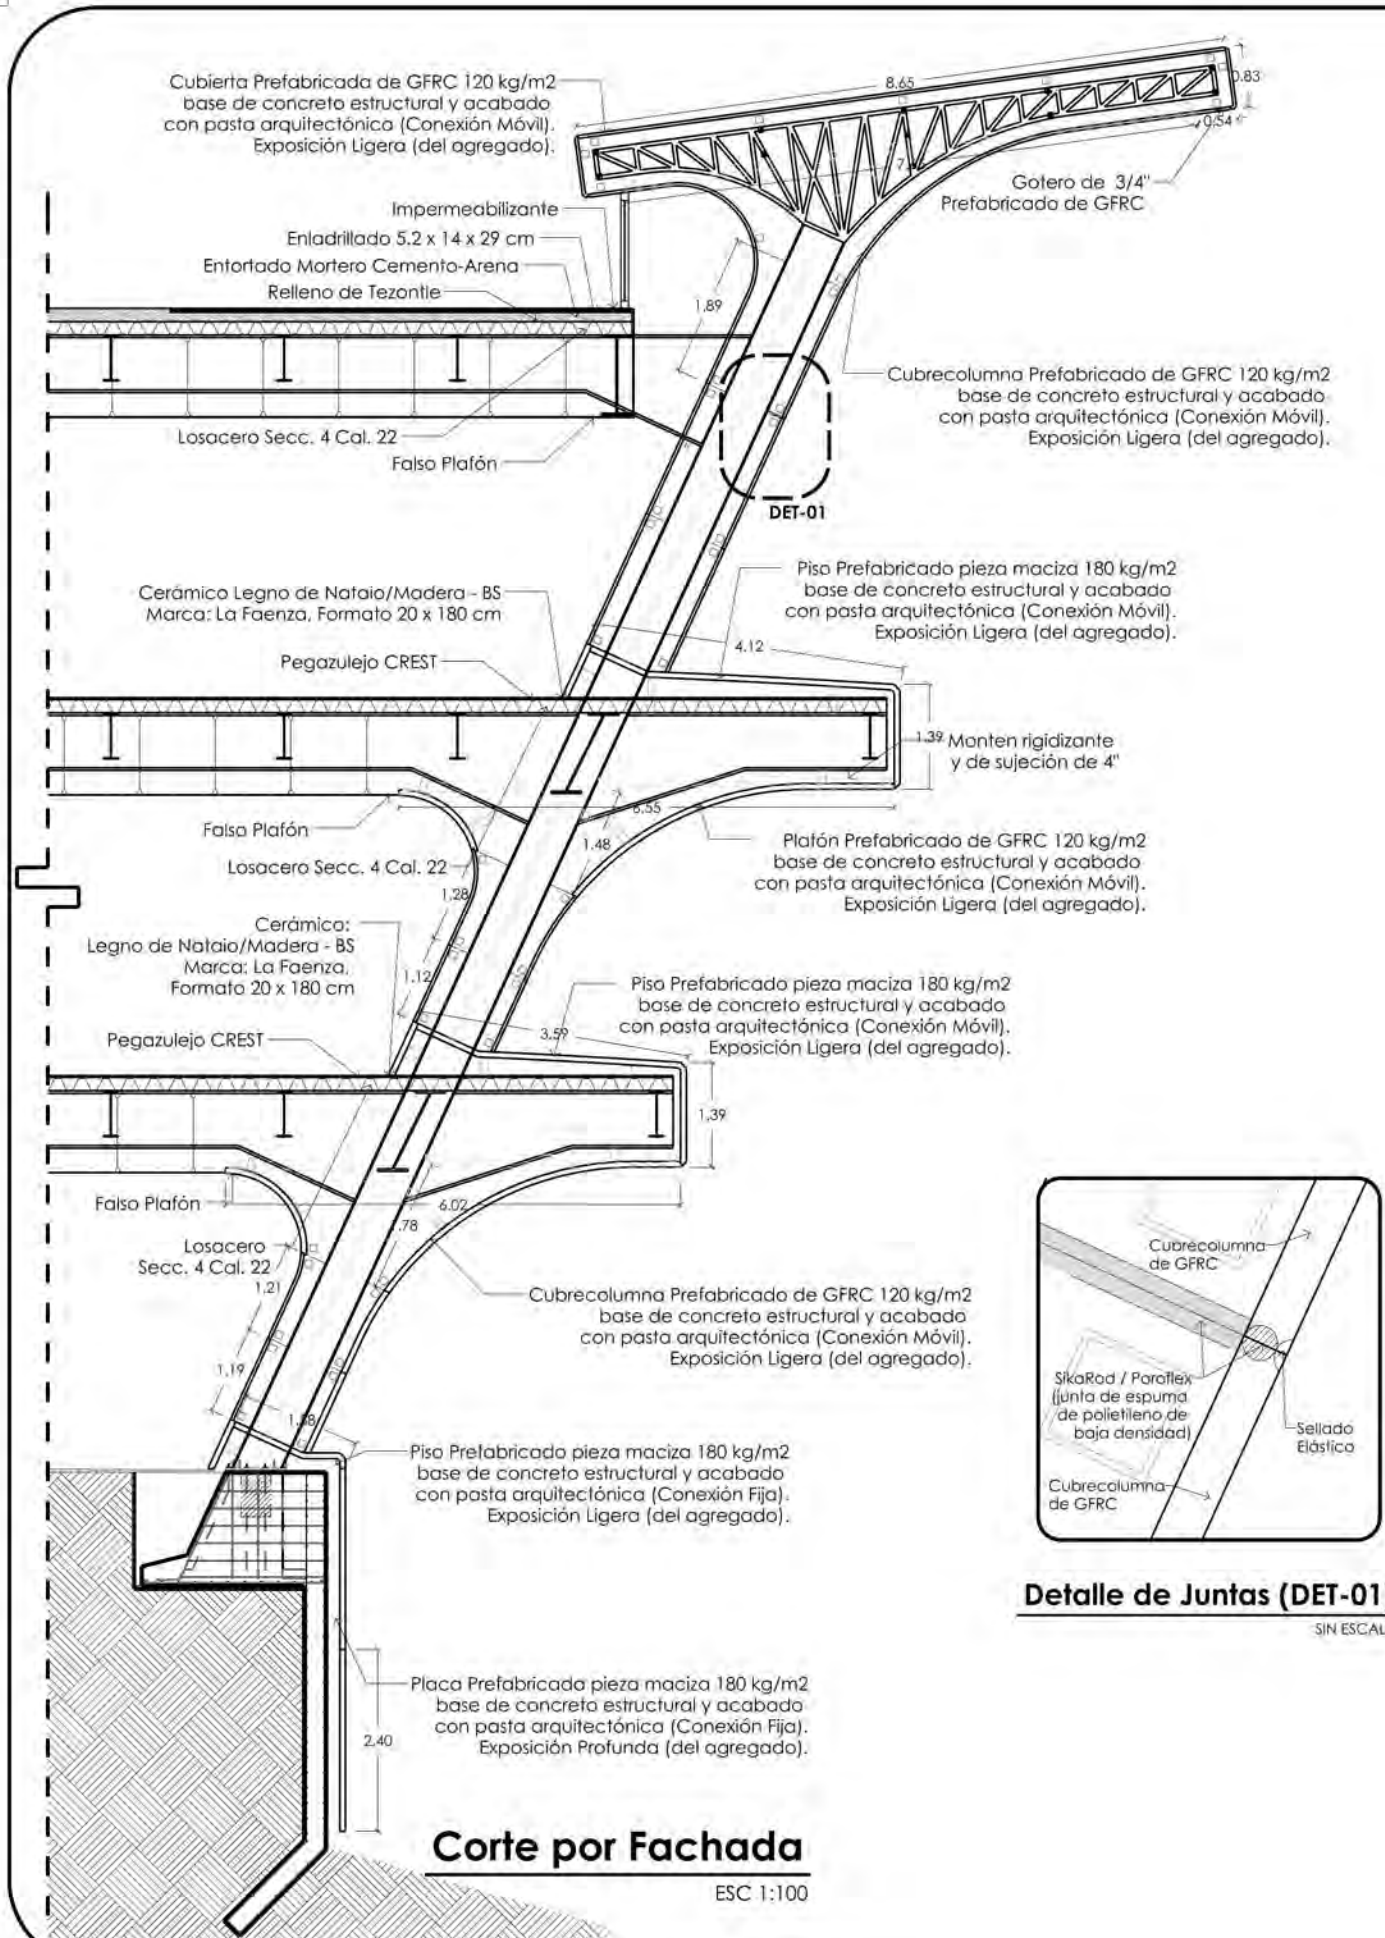 Cubierta Prefabricada de GFRC 120 kg/m2
base de concreto estructural y acabado
con pasta arquitectónica (Conexión Móvil).
Exposición Ligera (del agregado).
8.65
0.83
0.54
Gotero de 3/4"
Prefabricado de GFRC
Impermeabilizante
Enladrillado 5.2 x 14 x 29 cm
Entortado Mortero Cemento-Arena
Relleno de Tezontle
1.89
Cubrecolumna Prefabricado de GFRC 120 kg/m2
base de concreto estructural y acabado
con pasta arquitectónica (Conexión Móvil).
Exposición Ligera (del agregado).
Losacero Secc. 4 Cal. 22
Falso Plafón
DET-01
Piso Prefabricado pieza maciza 180 kg/m2
base de concreto estructural y acabado
con pasta arquitectónica (Conexión Móvil).
Exposición Ligera (del agregado).
Cerámico Legno de Nataio/Madera - BS
Marca: La Faenza, Formato 20 x 180 cm
4.12
Pegazulejo CREST
1.39
Monten rigidizante
y de sujeción de 4"
6.55
Falso Plafón
1.48
Plafón Prefabricado de GFRC 120 kg/m2
base de concreto estructural y acabado
con pasta arquitectónica (Conexión Móvil).
Exposición Ligera (del agregado).
Losacero Secc. 4 Cal. 22
1.28
Cerámico:
Legno de Nataio/Madera - BS
Marca: La Faenza,
Formato 20 x 180 cm
1.12
Piso Prefabricado pieza maciza 180 kg/m2
base de concreto estructural y acabado
con pasta arquitectónica (Conexión Móvil).
Exposición Ligera (del agregado).
3.59
Pegazulejo CREST
1.39
Falso Plafón
6.02
.78
Losacero
Secc. 4 Cal. 22
1.21
Cubrecolumna Prefabricado de GFRC 120 kg/m2
base de concreto estructural y acabado
con pasta arquitectónica (Conexión Móvil).
Exposición Ligera (del agregado).
1.19
1.58
Piso Prefabricado pieza maciza 180 kg/m2
base de concreto estructural y acabado
con pasta arquitectónica (Conexión Fija).
Exposición Ligera (del agregado).
Placa Prefabricada pieza maciza 180 kg/m2
base de concreto estructural y acabado
con pasta arquitectónica (Conexión Fija).
Exposición Profunda (del agregado).
2.40
Corte por Fachada
ESC 1:100
Cubrecolumna
de GFRC
SikaRod / Poroflex
(junta de espuma
de polietileno de
baja densidad)
Sellado
Elástico
Cubrecolumna
de GFRC
Detalle de Juntas (DET-01
SIN ESCAL